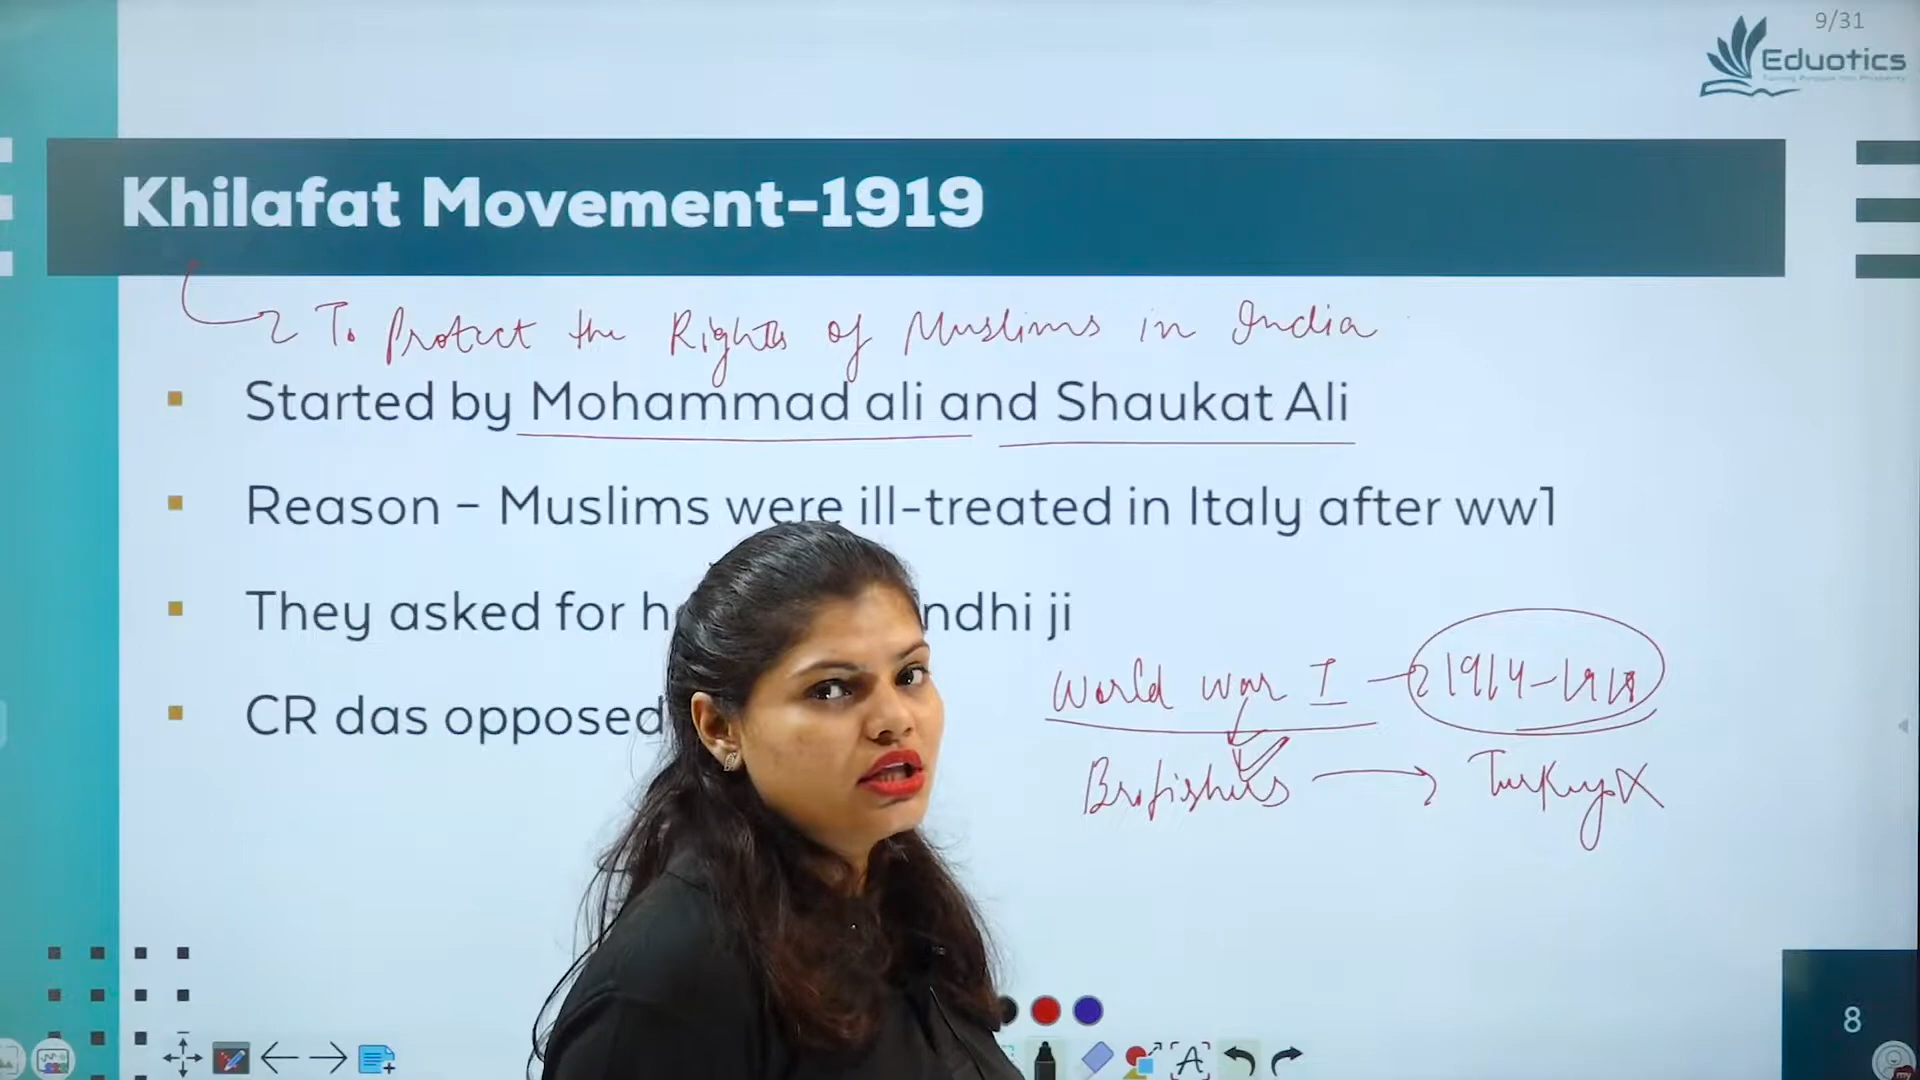 9/31
Eduotics
Khilafat Movement-1919
To Protect the Rights of Muslims in India
Started by Mohammad ali and Shaukat Ali
Reason – Muslims were ill-treated in Italy after ww1
They asked for h ndhi ji
CR das opposed
World War I → 1914-1918
Britishers → Turkey X
8